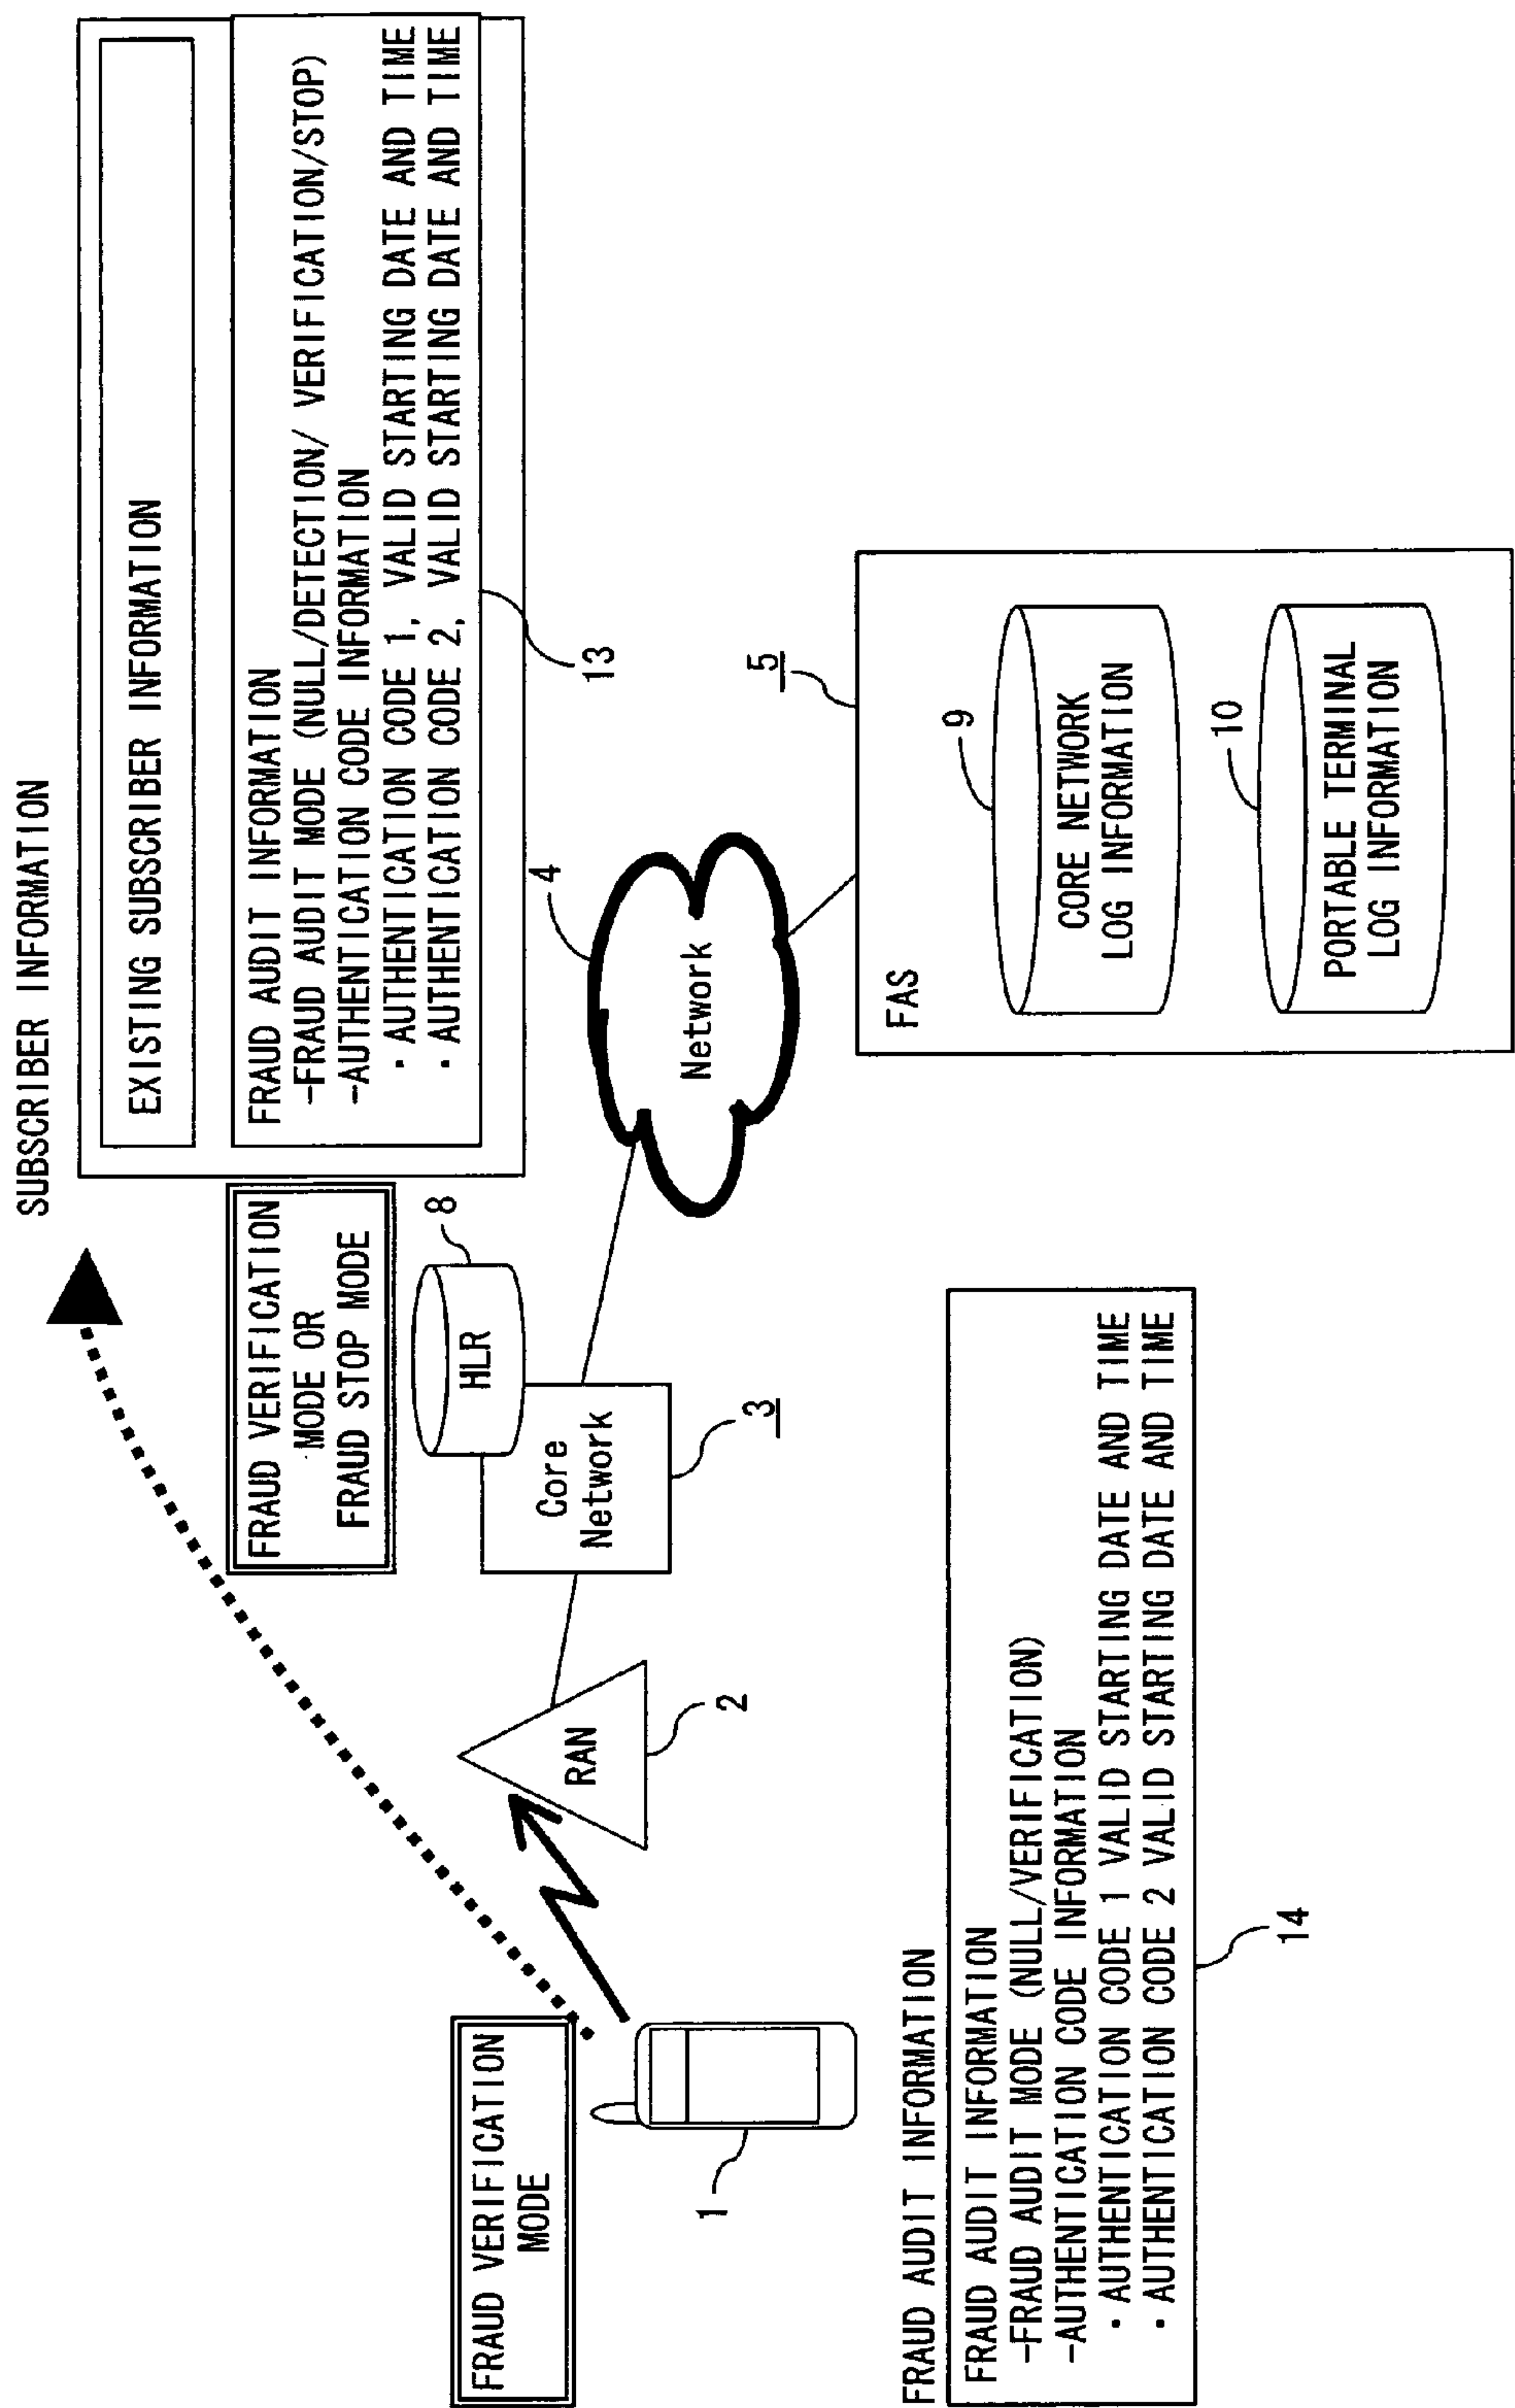 SUBSCRIBER INFORMATION
EXISTING SUBSCRIBER INFORMATION
FRAUD AUDIT INFORMATION
-FRAUD AUDIT MODE (NULL/DETECTION/ VERIFICATION/STOP)
-AUTHENTICATION CODE INFORMATION
・AUTHENTICATION CODE 1, VALID STARTING DATE AND TIME
・AUTHENTICATION CODE 2, VALID STARTING DATE AND TIME
13
FRAUD VERIFICATION
MODE OR
FRAUD STOP MODE
8
HLR
Core
Network
3
4
Network
FRAUD VERIFICATION
MODE
1
RAN
2
5
FAS
9
CORE NETWORK
LOG INFORMATION
10
PORTABLE TERMINAL
LOG INFORMATION
FRAUD AUDIT INFORMATION
FRAUD AUDIT INFORMATION
-FRAUD AUDIT MODE (NULL/VERIFICATION)
-AUTHENTICATION CODE INFORMATION
・AUTHENTICATION CODE 1 VALID STARTING DATE AND TIME
・AUTHENTICATION CODE 2 VALID STARTING DATE AND TIME
14